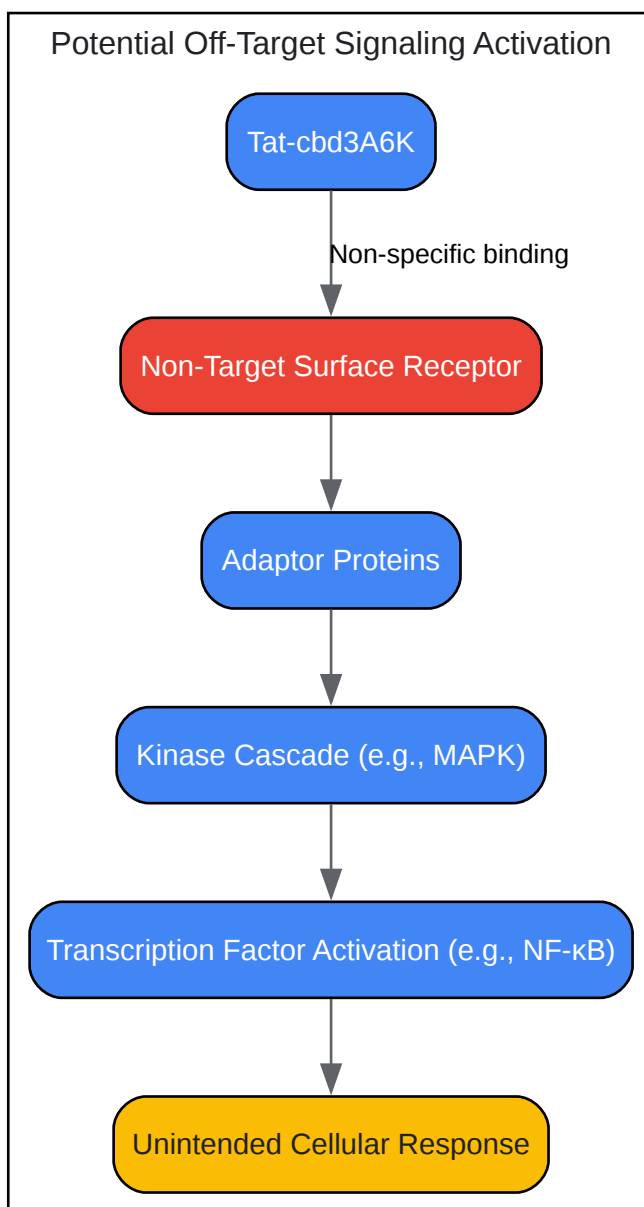 Potential Off-Target Signaling Activation
Tat-cbd3A6K
Non-specific binding
Non-Target Surface Receptor
Adaptor Proteins
Kinase Cascade (e.g., MAPK)
Transcription Factor Activation (e.g., NF-κB)
Unintended Cellular Response